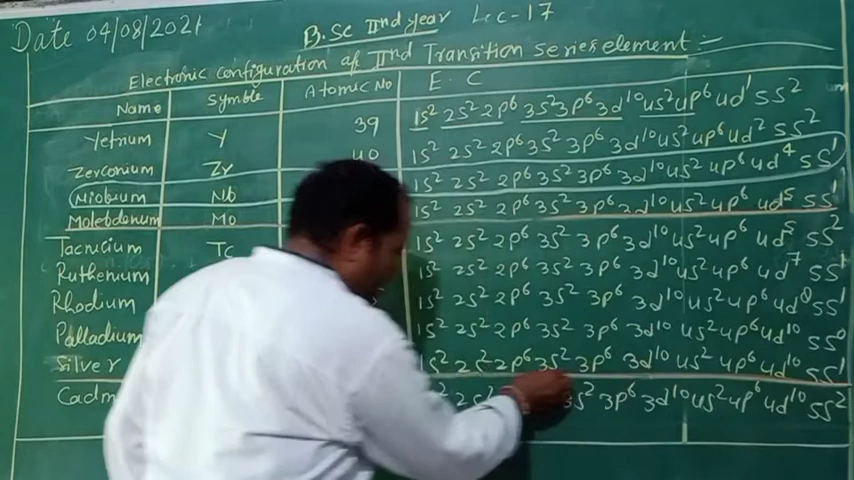 Date 04/08/2021 B.Sc IInd year Lec-17
Electronic configuration of IInd Transition series element :-
Name Symble Atomic No E.C
Yetrium Y 39 1s² 2s² 2p⁶ 3s² 3p⁶ 3d¹⁰ 4s² 4p⁶ 4d¹ 5s²
Zerconium Zr 40 1s² 2s² 2p⁶ 3s² 3p⁶ 3d¹⁰ 4s² 4p⁶ 4d² 5s²
Niobium Nb 1s² 2s² 2p⁶ 3s² 3p⁶ 3d¹⁰ 4s² 4p⁶ 4d⁴ 5s¹
Molebdenum Mo 1s² 2s² 2p⁶ 3s² 3p⁶ 3d¹⁰ 4s² 4p⁶ 4d⁵ 5s¹
Tacnicium Tc 1s² 2s² 2p⁶ 3s² 3p⁶ 3d¹⁰ 4s² 4p⁶ 4d⁵ 5s²
Ruthenum 1s² 2s² 2p⁶ 3s² 3p⁶ 3d¹⁰ 4s² 4p⁶ 4d⁷ 5s¹
Rhodium 1s² 2s² 2p⁶ 3s² 3p⁶ 3d¹⁰ 4s² 4p⁶ 4d⁸ 5s¹
Palladium 1s² 2s² 2p⁶ 3s² 3p⁶ 3d¹⁰ 4s² 4p⁶ 4d¹⁰ 5s⁰
Silver 1s² 2s² 2p⁶ 3s² 3p⁶ 3d¹⁰ 4s² 4p⁶ 4d¹⁰ 5s¹
Cadm 3s² 3p⁶ 3d¹⁰ 4s² 4p⁶ 4d¹⁰ 5s²